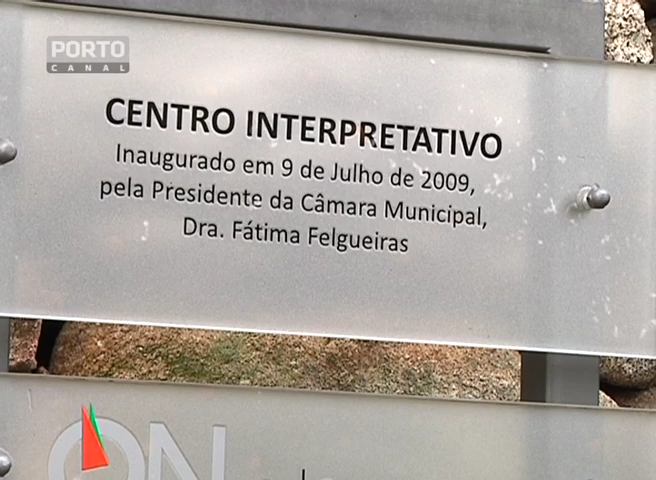 PORTO
CANAL
CENTRO INTERPRETATIVO
Inaugurado em 9 de Julho de 2009,
pela Presidente da Câmara Municipal,
Dra. Fátima Felgueiras
ON